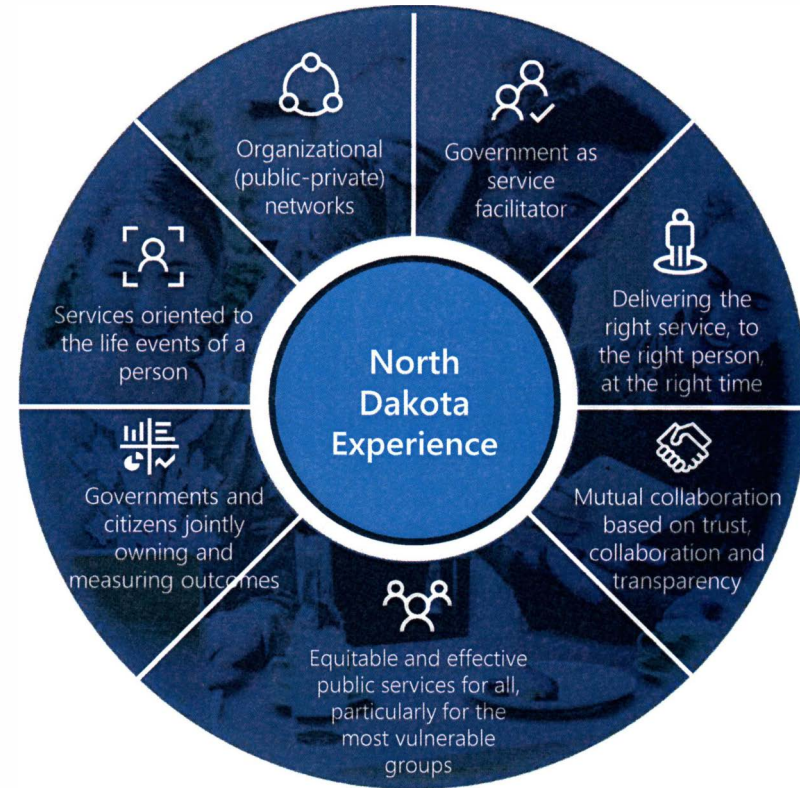 North
Dakota
Experience
Government as
service
facilitator
Delivering the
right service, to
the right person,
at the right time
Mutual collaboration
based on trust,
collaboration and
transparency
Equitable and effective
public services for all,
particularly for the
most vulnerable
groups
Governments and
citizens jointly
owning and
measuring outcomes
Services oriented to
the life events of a
person
Organizational
(public-private)
networks